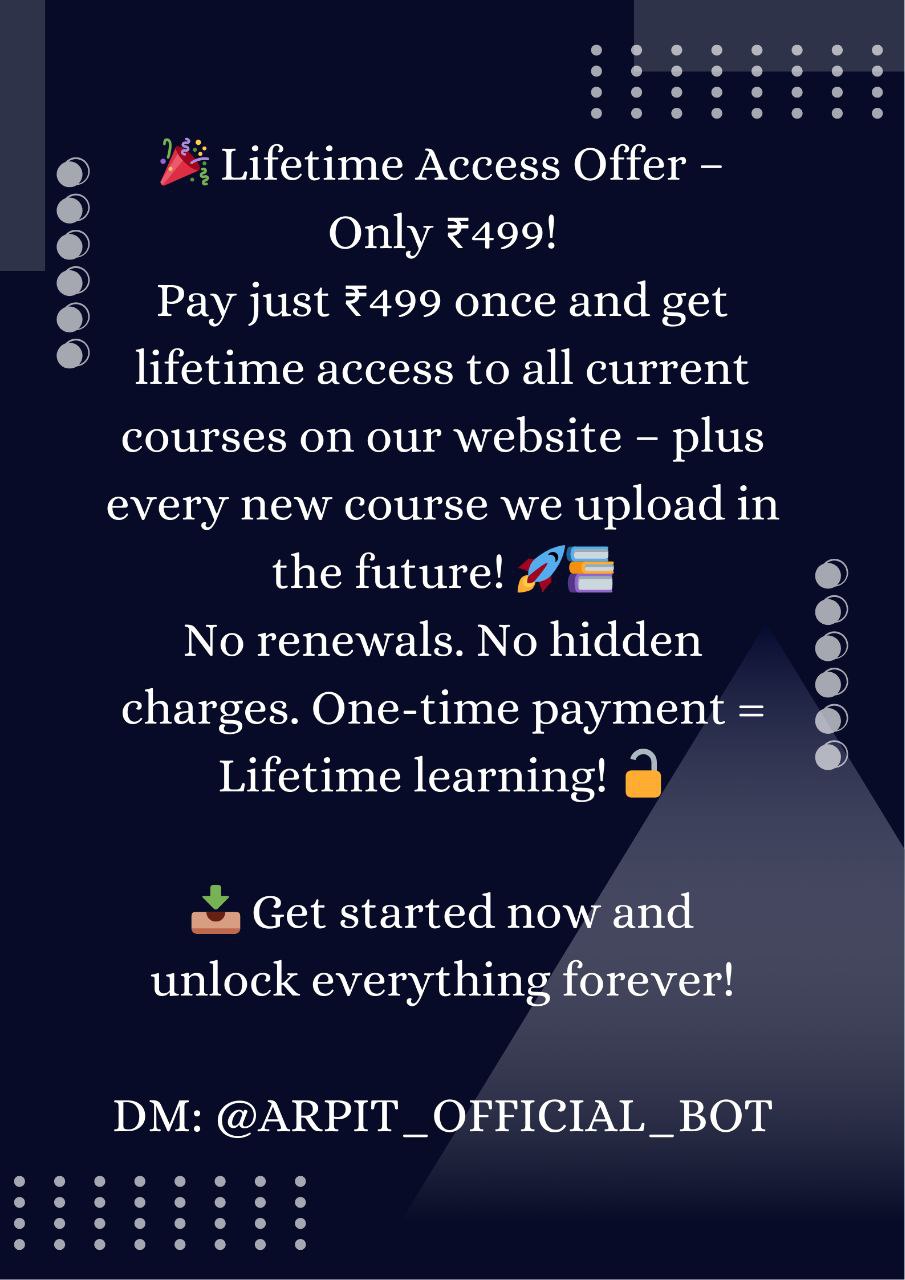 🎉 Lifetime Access Offer –
Only ₹499!
Pay just ₹499 once and get
lifetime access to all current
courses on our website – plus
every new course we upload in
the future! 🚀📚
No renewals. No hidden
charges. One-time payment =
Lifetime learning! 🔓
📥 Get started now and
unlock everything forever!
DM: @ARPIT_OFFICIAL_BOT